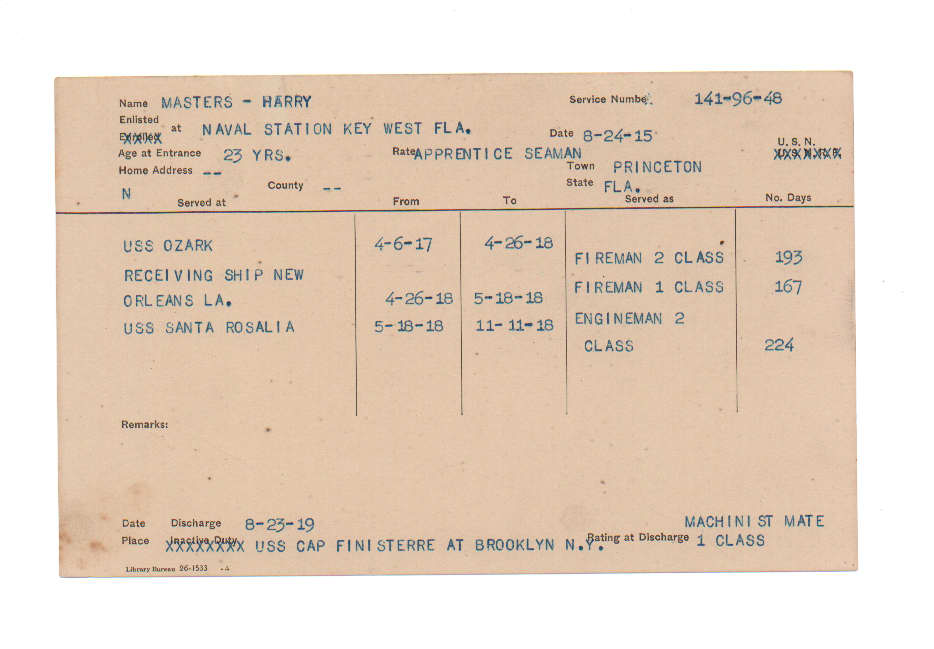 Name MASTERS - HARRY Service Number. 141-96-48
Enlisted
at NAVAL STATION KEY WEST FLA. Date 8-24-15 U. S. N.
Age at Entrance 23 YRS. Rate APPRENTICE SEAMAN
Home Address -- Town PRINCETON
N County -- State FLA.
Served at From To Served as No. Days
USS OZARK 4-6-17 4-26-18
FIREMAN 2 CLASS 193
RECEIVING SHIP NEW
FIREMAN 1 CLASS 167
ORLEANS LA. 4-26-18 5-18-18
USS SANTA ROSALIA 5-18-18 11-11-18 ENGINEMAN 2
CLASS 224
Remarks:
Date Discharge 8-23-19 MACHINIST MATE
Place Inactive Duty XXXXXXXX USS CAP FINISTERRE AT BROOKLYN N.Y. Rating at Discharge 1 CLASS
Library Bureau 26-1533